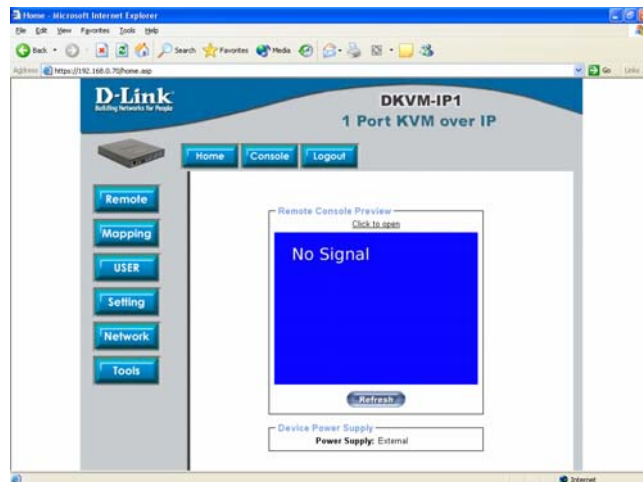 Home - Microsoft Internet Explorer
File Edit View Favorites Tools Help
Back Search Favorites Media
Address https://192.168.0.70/home.asp Go Links
D-Link
Building Networks for People
DKVM-IP1
1 Port KVM over IP
Home Console Logout
Remote
Mapping
USER
Setting
Network
Tools
Remote Console Preview
Click to open
No Signal
Refresh
Device Power Supply
Power Supply: External
Internet